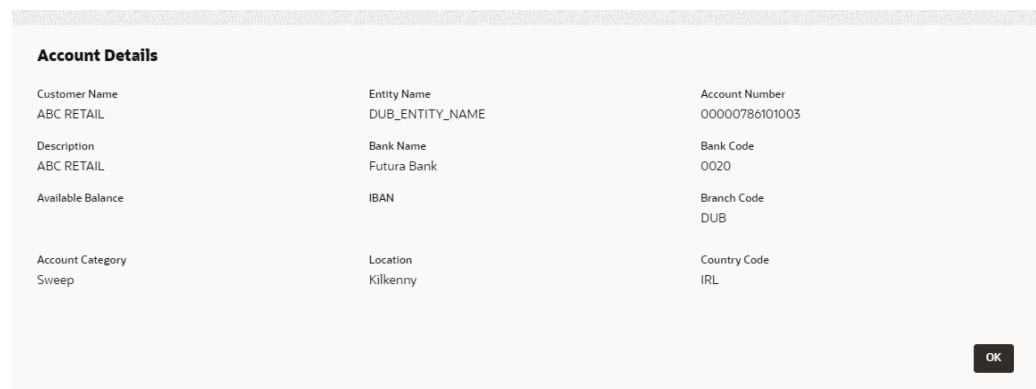 Account Details
Customer Name Entity Name Account Number
ABC RETAIL DUB_ENTITY_NAME 00000786101003
Description Bank Name Bank Code
ABC RETAIL Futura Bank 0020
Available Balance IBAN Branch Code
DUB
Account Category Location Country Code
Sweep Kilkenny IRL
OK